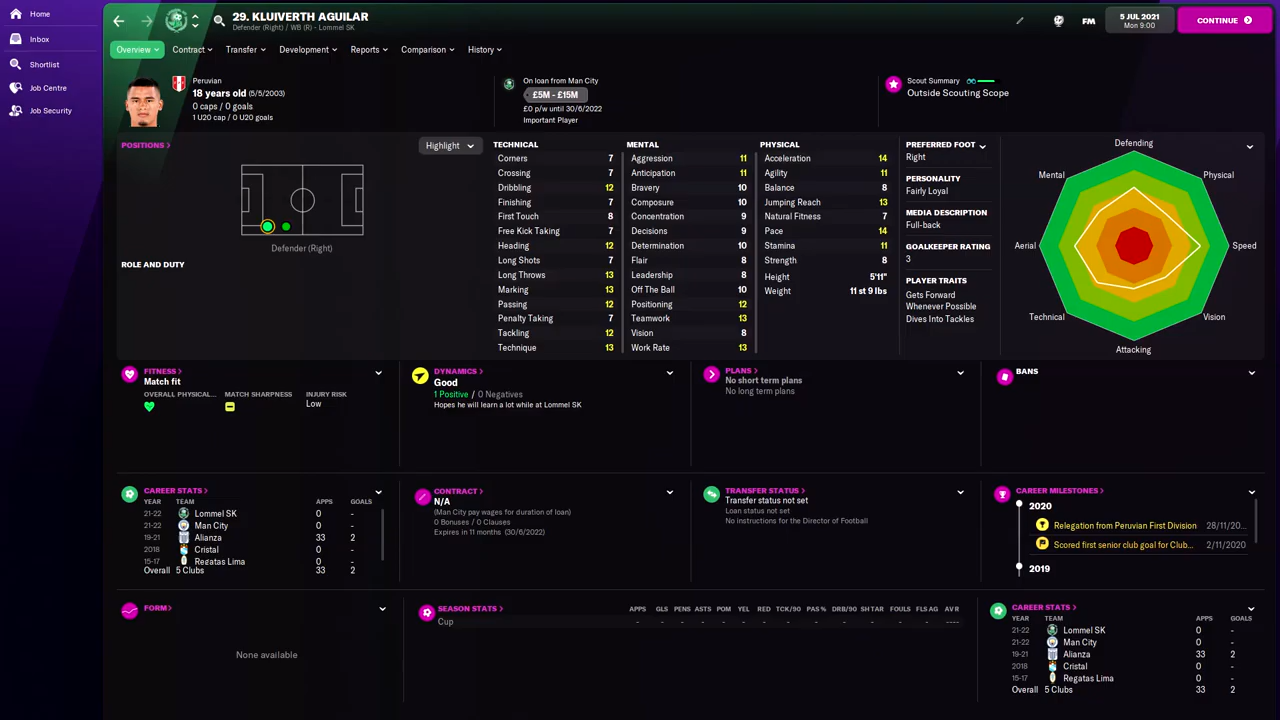 Home
Inbox
Shortlist
Job Centre
Job Security
29. KLUIVERTH AGUILAR
Defender (Right) / WB (R) - Lommel SK
FM
5 JUL 2021
Mon 9:00
CONTINUE
Overview
Contract
Transfer
Development
Reports
Comparison
History
Peruvian
18 years old (5/5/2003)
0 caps / 0 goals
1 U20 cap / 0 U20 goals
On loan from Man City
£5M - £15M
£0 p/w until 30/6/2022
Important Player
Scout Summary
Outside Scouting Scope
POSITIONS
Defender (Right)
ROLE AND DUTY
Highlight
TECHNICAL
Corners 7
Crossing 7
Dribbling 12
Finishing 7
First Touch 8
Free Kick Taking 7
Heading 12
Long Shots 7
Long Throws 13
Marking 13
Passing 12
Penalty Taking 7
Tackling 12
Technique 13
MENTAL
Aggression 11
Anticipation 11
Bravery 10
Composure 10
Concentration 9
Decisions 9
Determination 10
Flair 8
Leadership 8
Off The Ball 10
Positioning 12
Teamwork 13
Vision 8
Work Rate 13
PHYSICAL
Acceleration 14
Agility 11
Balance 8
Jumping Reach 13
Natural Fitness 7
Pace 14
Stamina 11
Strength 8
Height 5'11"
Weight 11 st 9 lbs
PREFERRED FOOT
Right
PERSONALITY
Fairly Loyal
MEDIA DESCRIPTION
Full-back
GOALKEEPER RATING
3
PLAYER TRAITS
Gets Forward
Whenever Possible
Dives Into Tackles
Defending
Physical
Speed
Vision
Attacking
Technical
Aerial
Mental
FITNESS
Match fit
OVERALL PHYSICAL... MATCH SHARPNESS INJURY RISK
Low
DYNAMICS
Good
1 Positive / 0 Negatives
Hopes he will learn a lot while at Lommel SK
PLANS
No short term plans
No long term plans
BANS
CAREER STATS
YEAR TEAM APPS GOALS
21-22 Lommel SK 0 -
21-22 Man City 0 -
19-21 Alianza 33 2
2018 Cristal 0 -
15-17 Regatas Lima 0 -
Overall 5 Clubs 33 2
CONTRACT
N/A
(Man City pay wages for duration of loan)
0 Bonuses / 0 Clauses
Expires in 11 months (30/6/2022)
TRANSFER STATUS
Transfer status not set
Loan status not set
No instructions for the Director of Football
CAREER MILESTONES
2020
Relegation from Peruvian First Division 28/11/20...
Scored first senior club goal for Club... 2/11/2020
2019
FORM
None available
SEASON STATS APPS GLS PENS ASTS POM YEL RED TCK/90 PAS % DRB/90 SH TAR FOULS FLS AG AV R
Cup - - - - - - - - - - - - - ----
CAREER STATS
YEAR TEAM APPS GOALS
21-22 Lommel SK 0 -
21-22 Man City 0 -
19-21 Alianza 33 2
2018 Cristal 0 -
15-17 Regatas Lima 0 -
Overall 5 Clubs 33 2